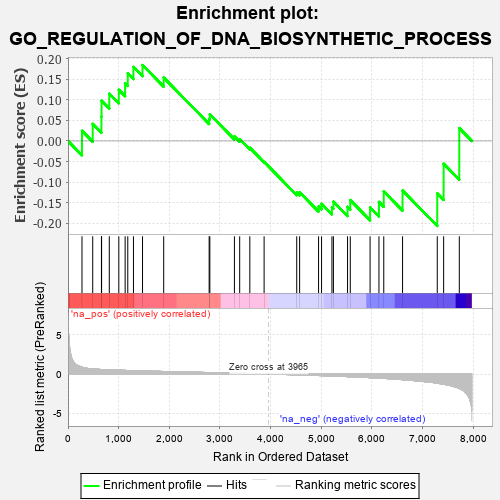 Enrichment plot:
GO_REGULATION_OF_DNA_BIOSYNTHETIC_PROCESS
Enrichment score (ES)
0.20
0.15
0.10
0.05
0.00
-0.05
-0.10
-0.15
-0.20
'na_pos' (positively correlated)
Ranked list metric (PreRanked)
5
0
-5
Zero cross at 3965
'na_neg' (negatively correlated)
0 1,000 2,000 3,000 4,000 5,000 6,000 7,000 8,000
Rank in Ordered Dataset
Enrichment profile Hits Ranking metric scores